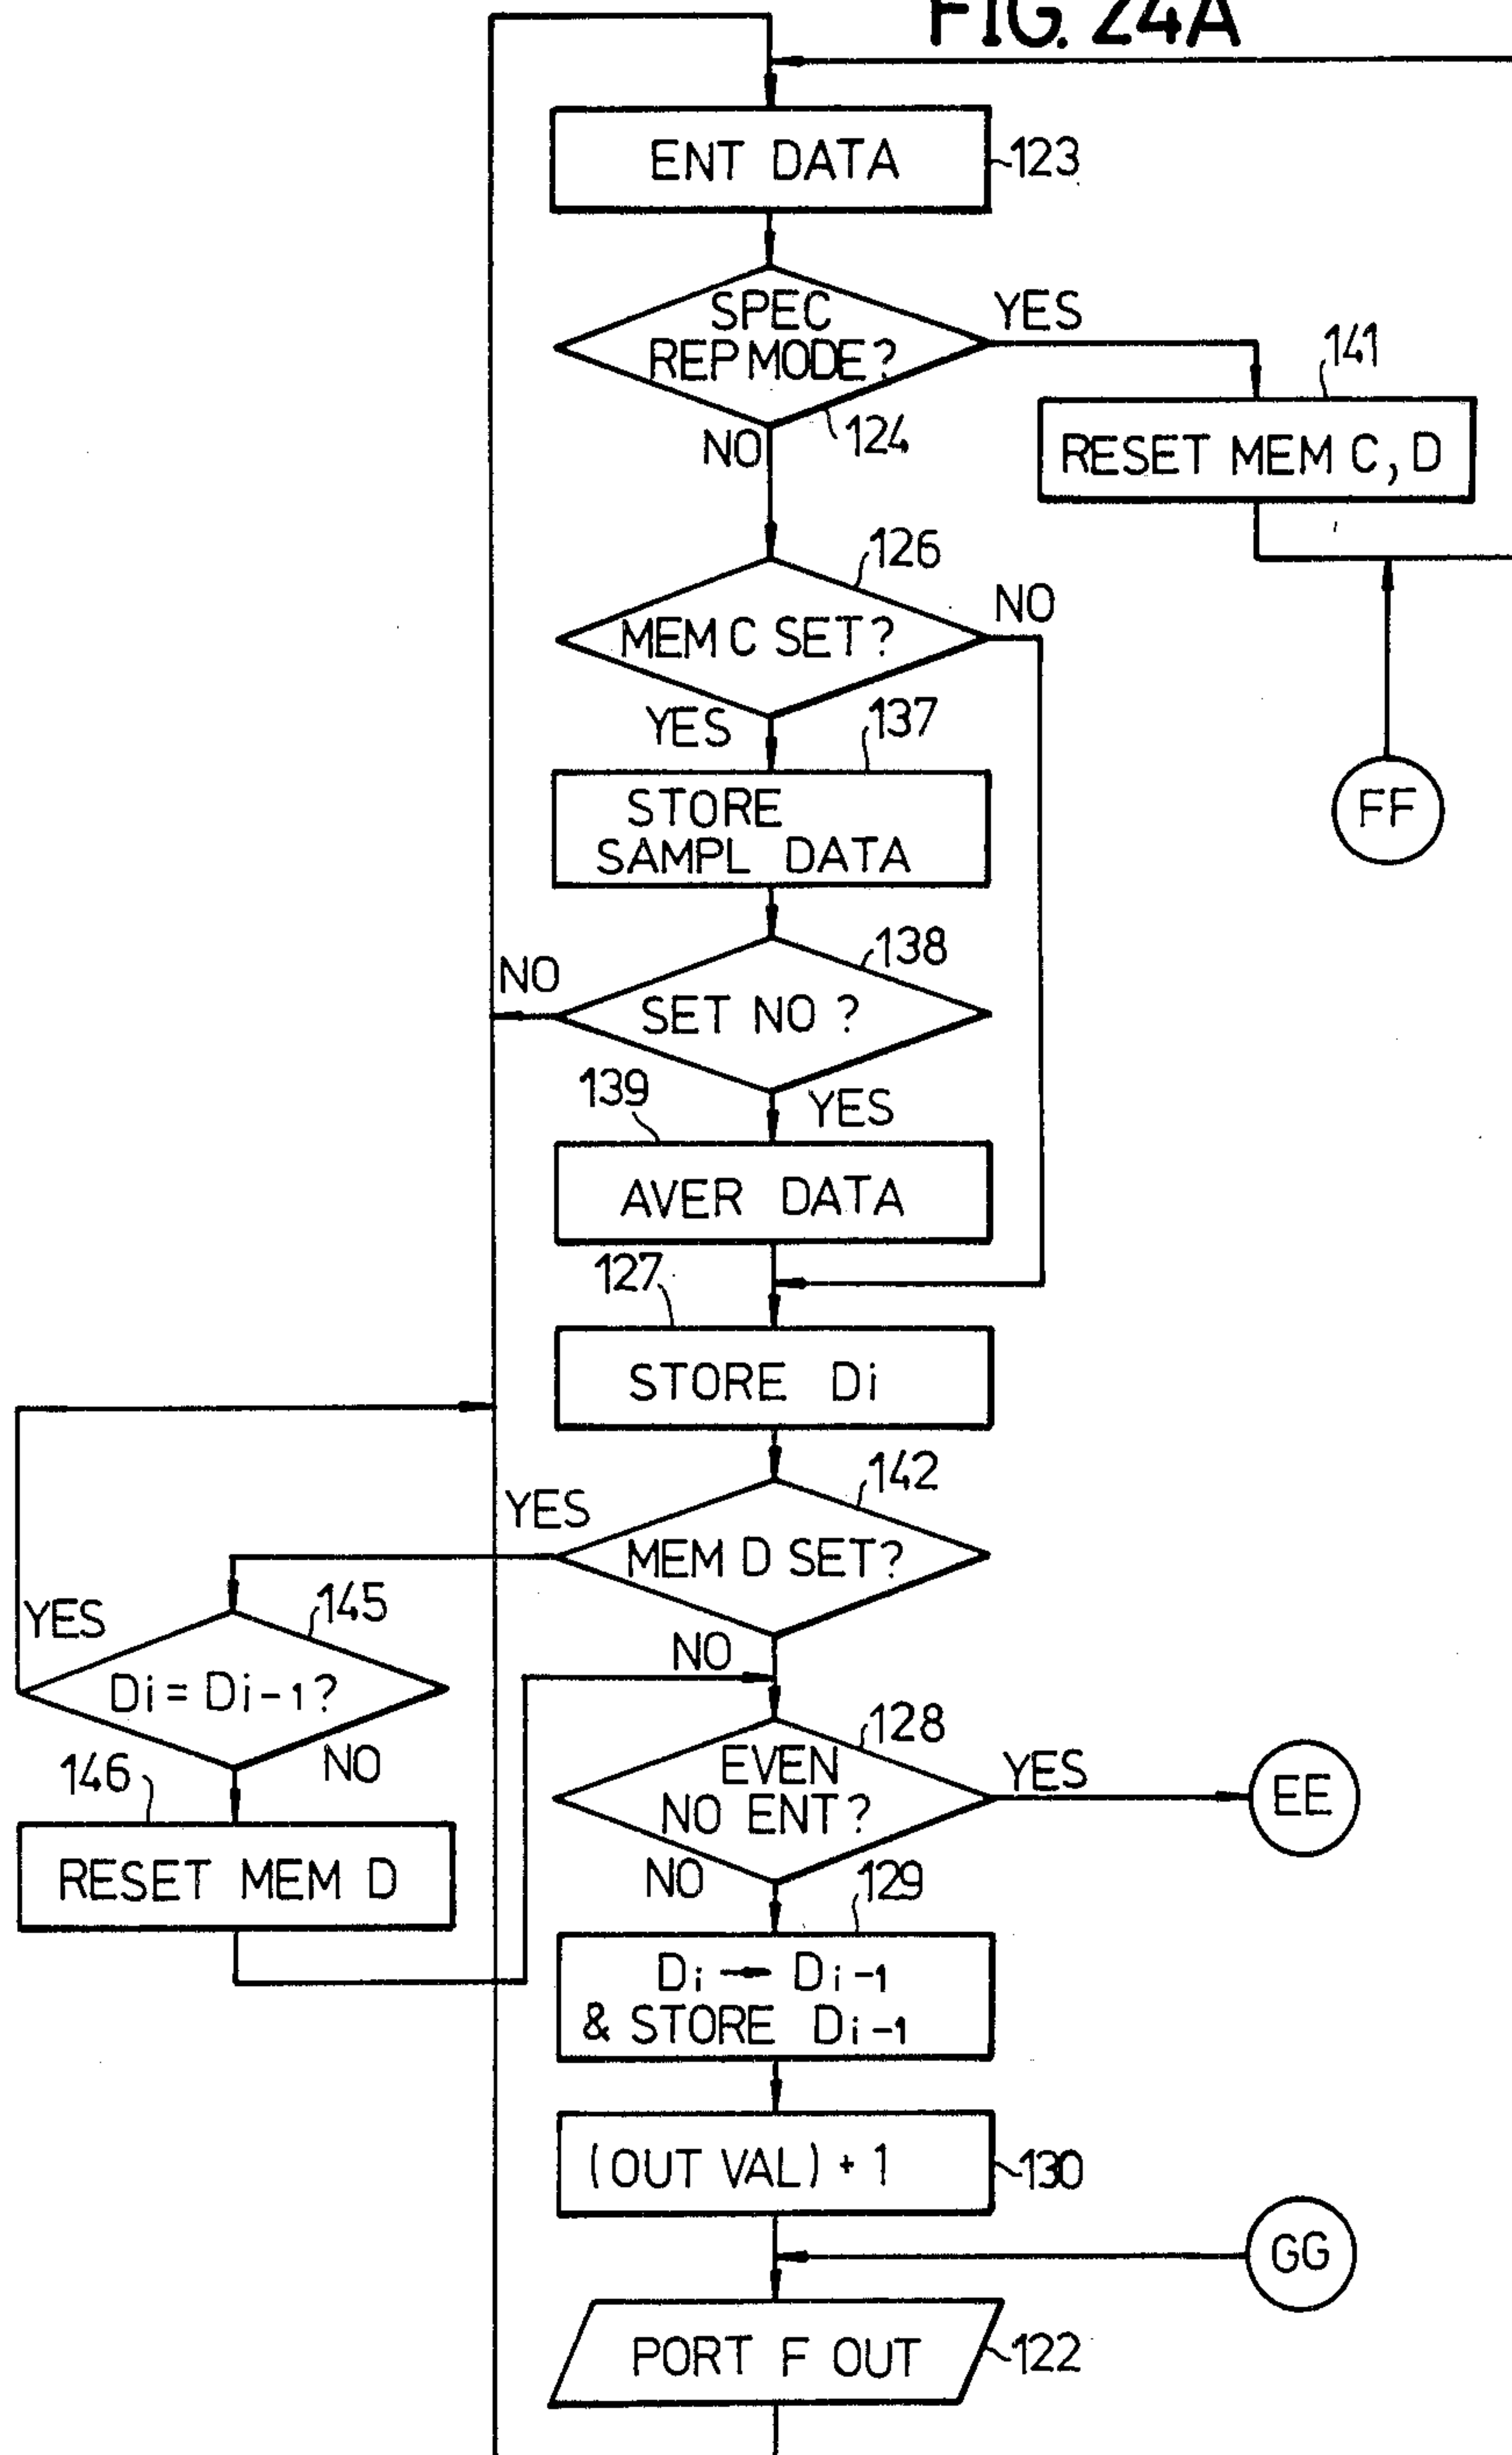 FIG. 24A
ENT DATA
123
SPEC
REP MODE?
YES
124
NO
141
RESET MEM C, D
126
MEM C SET?
NO
YES
137
STORE
SAMPL DATA
FF
138
NO
SET NO ?
139
YES
AVER DATA
127
STORE Di
142
YES
MEM D SET?
NO
145
YES
Di = Di-1?
NO
146
RESET MEM D
128
EVEN
NO ENT?
YES
EE
NO
129
Di → Di-1
& STORE Di-1
(OUT VAL) + 1
130
GG
PORT F OUT
122